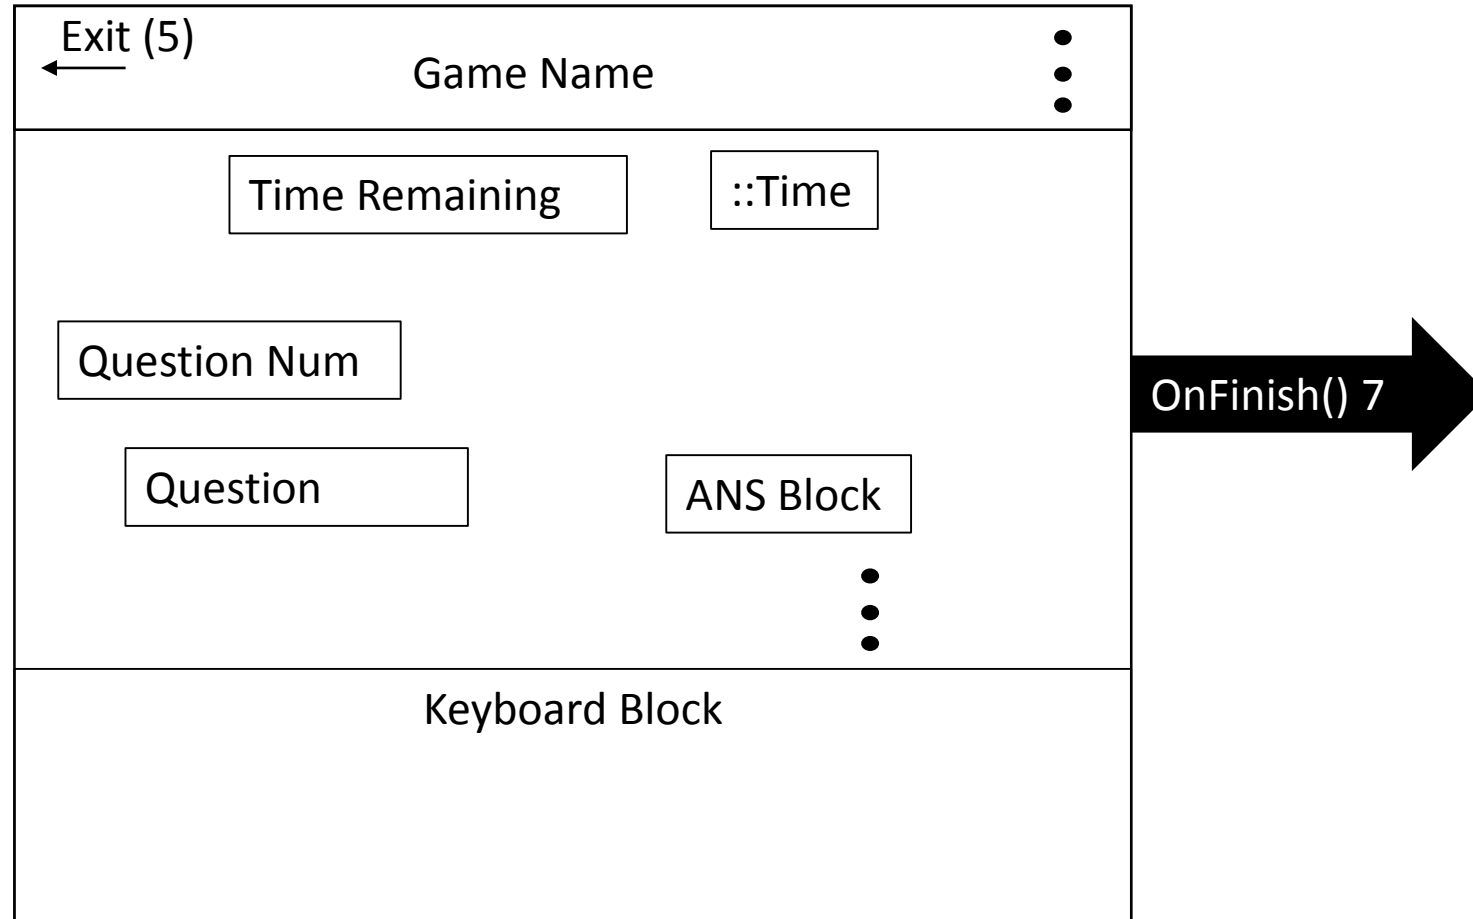 Exit (5)
Game Name
Time Remaining
::Time
Question Num
OnFinish() 7
Question
ANS Block
Keyboard Block